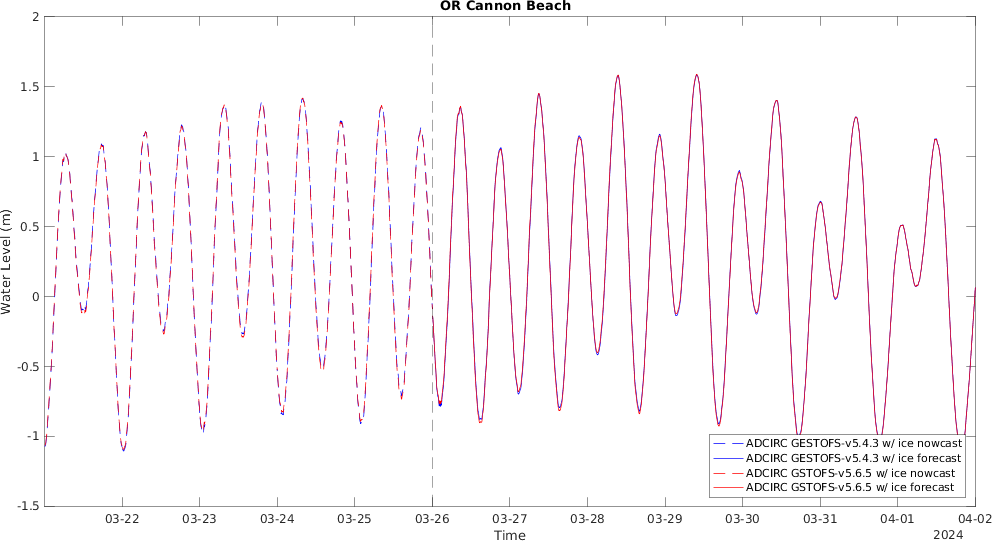 OR Cannon Beach
2
1.5
1
0.5
0
-0.5
-1
-1.5
Water Level (m)
ADCIRC GESTOFS-v5.4.3 w/ ice nowcast
ADCIRC GESTOFS-v5.4.3 w/ ice forecast
ADCIRC GSTOFS-v5.6.5 w/ ice nowcast
ADCIRC GSTOFS-v5.6.5 w/ ice forecast
03-22 03-23 03-24 03-25 03-26 03-27 03-28 03-29 03-30 03-31 04-01 04-02
Time
2024